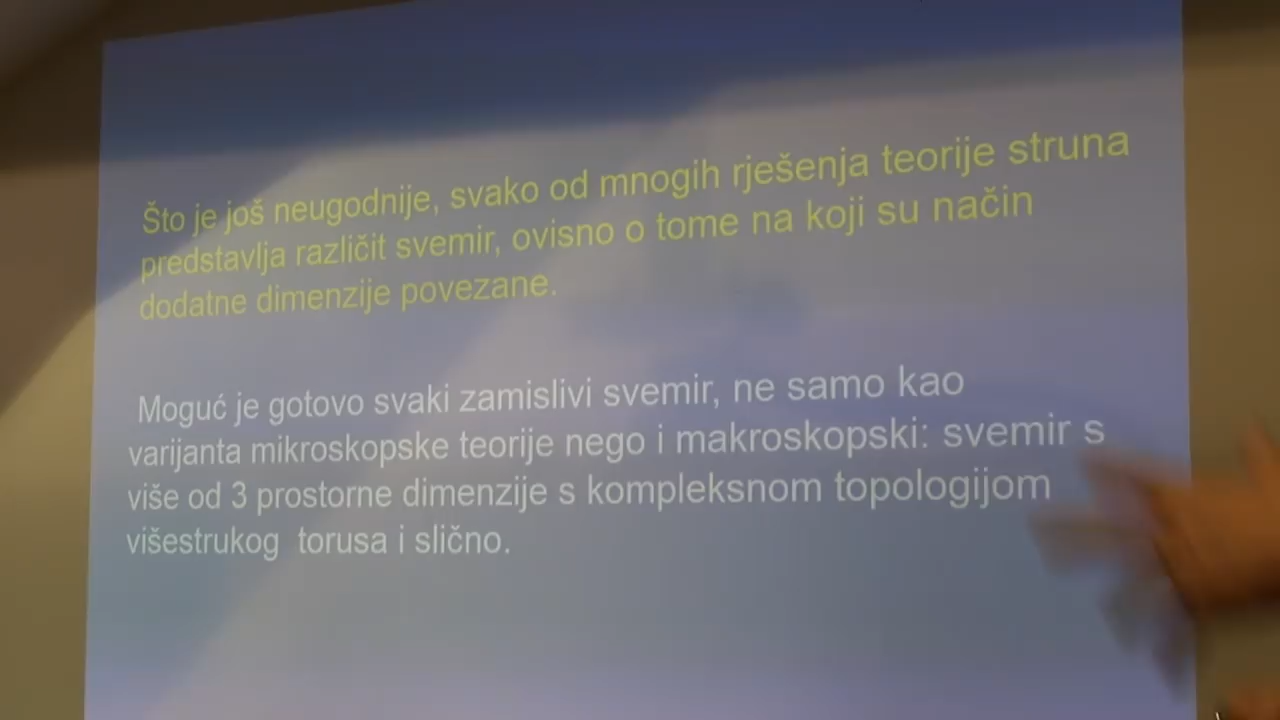 Što je još neugodnije, svako od mnogih rješenja teorije struna
predstavlja različit svemir, ovisno o tome na koji su način
dodatne dimenzije povezane.
Moguć je gotovo svaki zamislivi svemir, ne samo kao
varijanta mikroskopske teorije nego i makroskopski: svemir s
više od 3 prostorne dimenzije s kompleksnom topologijom
višestrukog torusa i slično.